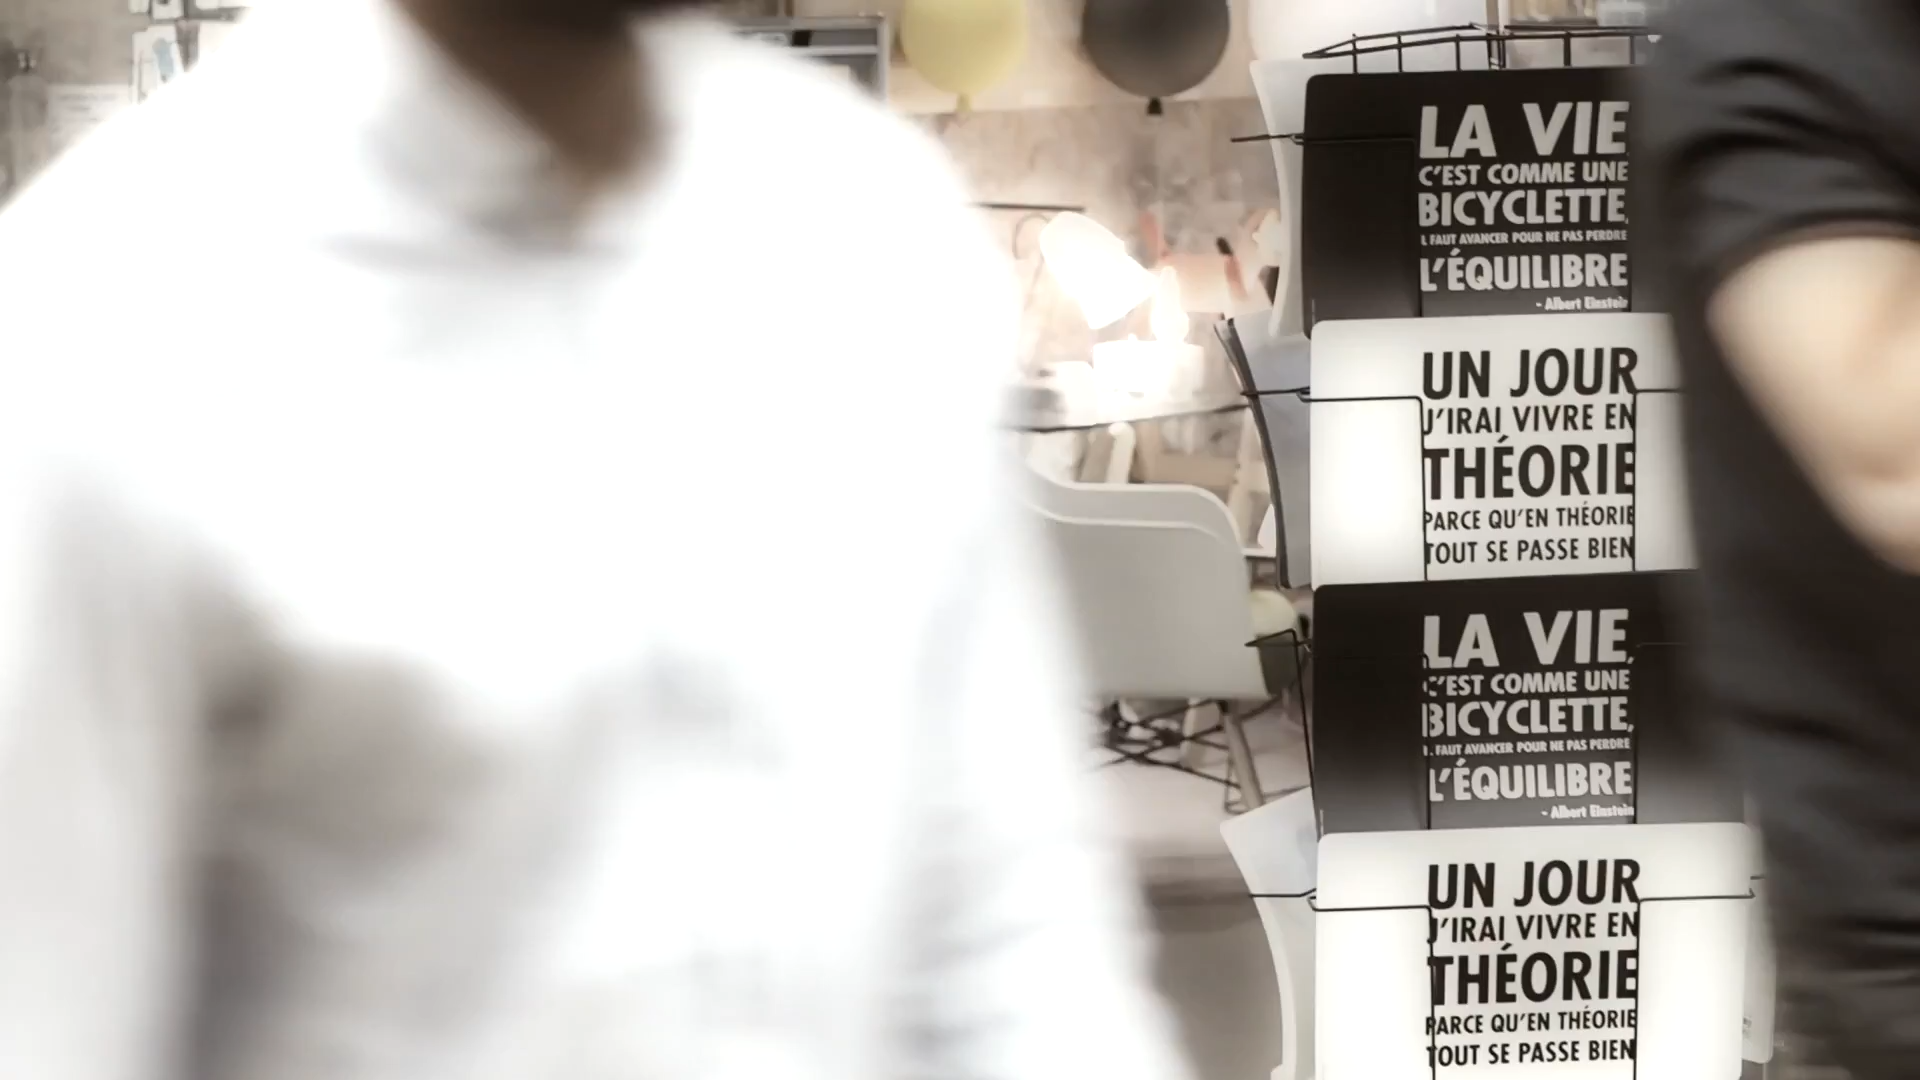 LA VIE
C'EST COMME UNE
BICYCLETTE,
IL FAUT AVANCER POUR NE PAS PERDRE
L'ÉQUILIBRE
- Albert Einstein
UN JOUR
J'IRAI VIVRE EN
THÉORIE
PARCE QU'EN THÉORIE
TOUT SE PASSE BIEN
LA VIE,
C'EST COMME UNE
BICYCLETTE,
IL FAUT AVANCER POUR NE PAS PERDRE
L'ÉQUILIBRE
- Albert Einstein
UN JOUR
J'IRAI VIVRE EN
THÉORIE
PARCE QU'EN THÉORIE
TOUT SE PASSE BIEN